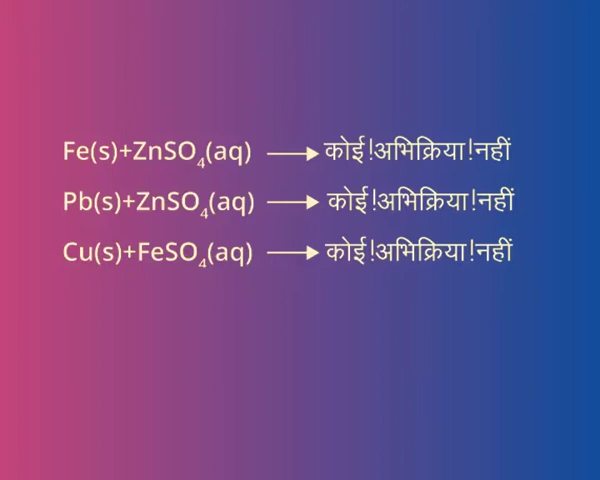 Fe(s)+ZnSO₄(aq) ⟶ कोई!अभिक्रिया!नहीं
Pb(s)+ZnSO₄(aq) ⟶ कोई!अभिक्रिया!नहीं
Cu(s)+FeSO₄(aq) ⟶ कोई!अभिक्रिया!नहीं